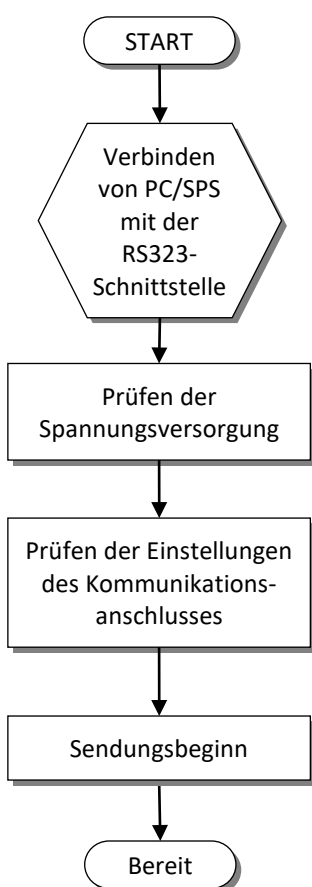 START
Verbinden
von PC/SPS
mit der
RS323-
Schnittstelle
Prüfen der
Spannungsversorgung
Prüfen der Einstellungen
des Kommunikations-
anschlusses
Sendungsbeginn
Bereit